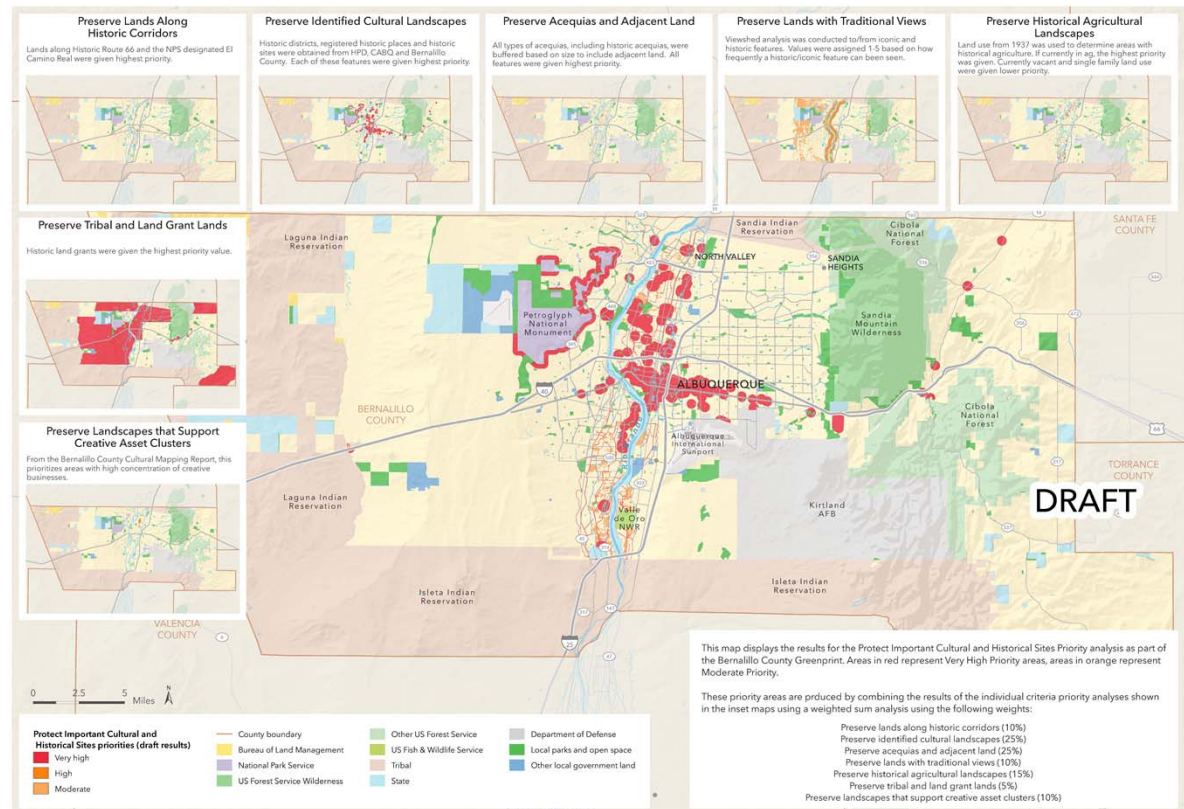 Preserve Lands Along
Historic Corridors
Lands along Historic Route 66 and the NPS designated El
Camino Real were given highest priority.
Preserve Identified Cultural Landscapes
Historic districts, registered historic places and historic
sites were obtained from HPD, CABQ and Bernalillo
County. Each of these features were given highest priority.
Preserve Acequias and Adjacent Land
All types of acequias, including historic acequias, were
buffered based on size to include adjacent land. All
features were given highest priority.
Preserve Lands with Traditional Views
Viewshed analysis was conducted to/from iconic and
historic features. Values were assigned 1-5 based on how
frequently a historic/iconic feature can been seen.
Preserve Historical Agricultural
Landscapes
Land use from 1937 was used to determine areas with
historical agriculture. If currently in ag, the highest priority
was given. Currently vacant and single family land use
were given lower priority.
Preserve Tribal and Land Grant Lands
Historic land grants were given the highest priority value.
Preserve Landscapes that Support
Creative Asset Clusters
From the Bernalillo County Cultural Mapping Report, this
prioritizes areas with high concentration of creative
businesses.
Laguna Indian
Reservation
Sandia Indian
Reservation
Cibola
National
Forest
SANTA FE
COUNTY
NORTH VALLEY
SANDIA
HEIGHTS
Petroglyph
National
Monument
Sandia
Mountain
Wilderness
40
ALBUQUERQUE
BERNALILLO
COUNTY
Cibola
National
Forest
66
Albuquerque
International
Sunport
TORRANCE
COUNTY
Laguna Indian
Reservation
Kirtland
AFB
DRAFT
Valle
de Oro
NWR
Isleta Indian
Reservation
Isleta Indian
Reservation
VALENCIA
COUNTY
6
25
47
0 2.5 5
Miles
N
Protect Important Cultural and
Historical Sites priorities (draft results)
Very high
High
Moderate
County boundary
Bureau of Land Management
National Park Service
US Forest Service Wilderness
Other US Forest Service
US Fish & Wildlife Service
Tribal
State
Department of Defense
Local parks and open space
Other local government land
This map displays the results for the Protect Important Cultural and Historical Sites Priority analysis as part of
the Bernalillo County Greenprint. Areas in red represent Very High Priority areas, areas in orange represent
Moderate Priority.
These priority areas are prduced by combining the results of the individual criteria priority analyses shown
in the inset maps using a weighted sum analysis using the following weights:
Preserve lands along historic corridors (10%)
Preserve identified cultural landscapes (25%)
Preserve acequias and adjacent land (25%)
Preserve lands with traditional views (10%)
Preserve historical agricultural landscapes (15%)
Preserve tribal and land grant lands (5%)
Preserve landscapes that support creative asset clusters (10%)